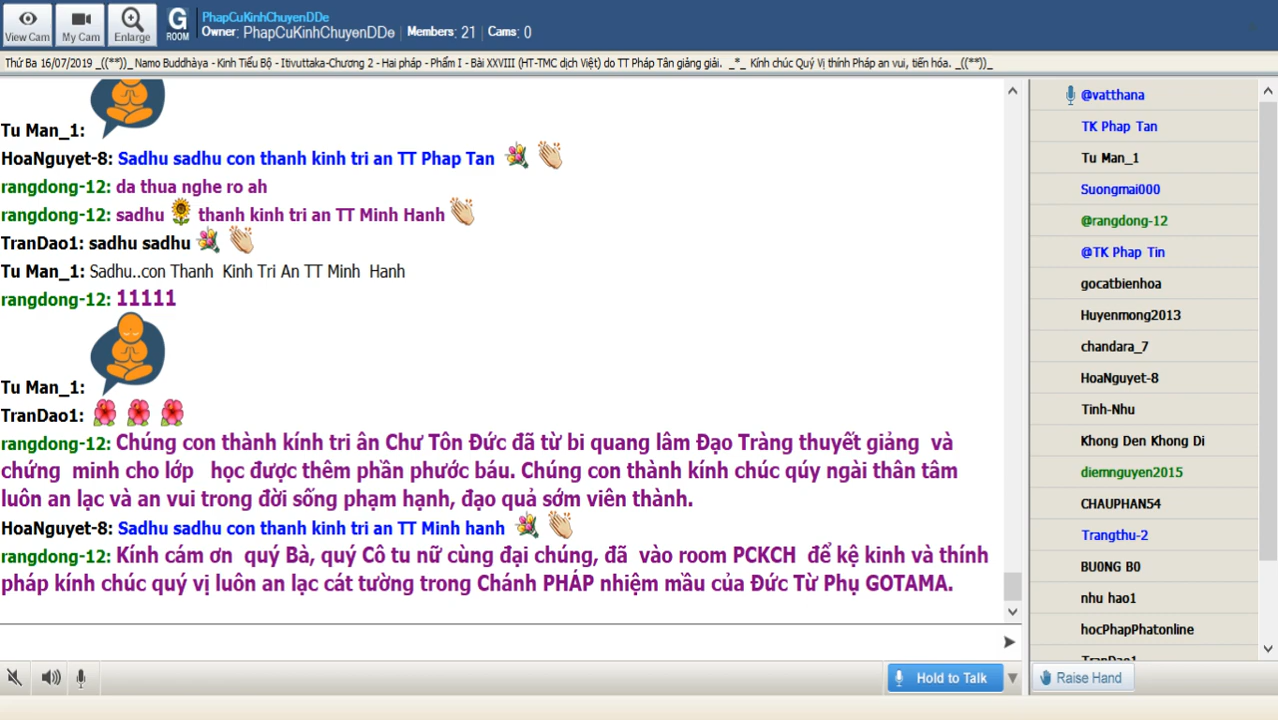 View Cam
My Cam
Enlarge
G
ROOM
PhapCuKinhChuyenDDe
Owner: PhapCuKinhChuyenDDe Members: 21 Cams: 0
Thứ Ba 16/07/2019 _((**))_ Namo Buddhàya - Kinh Tiểu Bộ - Itivuttaka-Chương 2 - Hai pháp - Phẩm I - Bài XXVIII (HT-TMC dịch Việt) do TT Pháp Tân giảng giải. _*_ Kính chúc Quý Vị thính Pháp an vui, tiến hóa. _((**))_
Tu Man_1:
HoaNguyet-8: Sadhu sadhu con thanh kinh tri an TT Phap Tan
rangdong-12: da thua nghe ro ah
rangdong-12: sadhu thanh kinh tri an TT Minh Hanh
TranDao1: sadhu sadhu
Tu Man_1: Sadhu..con Thanh Kinh Tri An TT Minh Hanh
rangdong-12: 11111
Tu Man_1:
TranDao1:
rangdong-12: Chúng con thành kính tri ân Chư Tôn Đức đã từ bi quang lâm Đạo Tràng thuyết giảng và
chứng minh cho lớp học được thêm phần phước báu. Chúng con thành kính chúc qúy ngài thân tâm
luôn an lạc và an vui trong đời sống phạm hạnh, đạo quả sớm viên thành.
HoaNguyet-8: Sadhu sadhu con thanh kinh tri an TT Minh hanh
rangdong-12: Kính cám ơn quý Bà, quý Cô tu nữ cùng đại chúng, đã vào room PCKCH để kệ kinh và thính
pháp kính chúc quý vị luôn an lạc cát tường trong Chánh PHÁP nhiệm mầu của Đức Từ Phụ GOTAMA.
Hold to Talk
@vatthana
TK Phap Tan
Tu Man_1
Suongmai000
@rangdong-12
@TK Phap Tin
gocatbienhoa
Huyenmong2013
chandara_7
HoaNguyet-8
Tinh-Nhu
Khong Den Khong Di
diemnguyen2015
CHAUPHAN54
Trangthu-2
BU0NG B0
nhu hao1
hocPhapPhatonline
TranDao1
Raise Hand